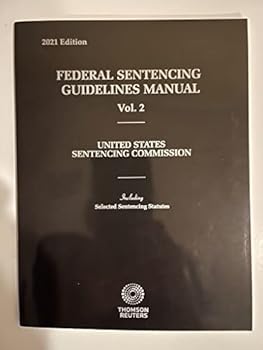 2021 Edition
FEDERAL SENTENCING
GUIDELINES MANUAL
Vol. 2
UNITED STATES
SENTENCING COMMISSION
Including
Selected Sentencing Statutes
THOMSON
REUTERS